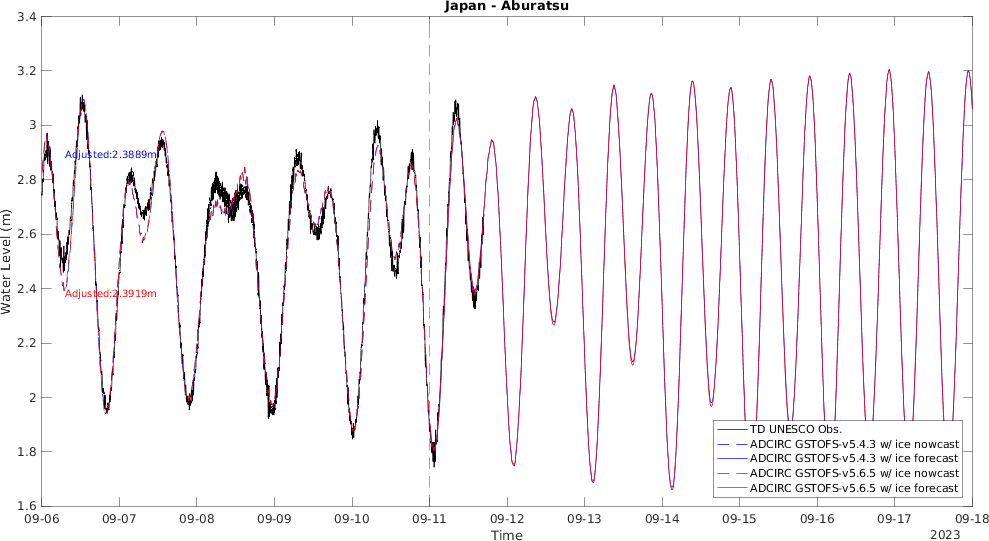 Japan - Aburatsu
3.4
3.2
3
2.8
2.6
2.4
2.2
2
1.8
1.6
Water Level (m)
Adjusted:2.3889m
Adjusted:2.3919m
TD UNESCO Obs.
ADCIRC GSTOFS-v5.4.3 w/ ice nowcast
ADCIRC GSTOFS-v5.4.3 w/ ice forecast
ADCIRC GSTOFS-v5.6.5 w/ ice nowcast
ADCIRC GSTOFS-v5.6.5 w/ ice forecast
09-06 09-07 09-08 09-09 09-10 09-11 09-12 09-13 09-14 09-15 09-16 09-17 09-18
Time
2023